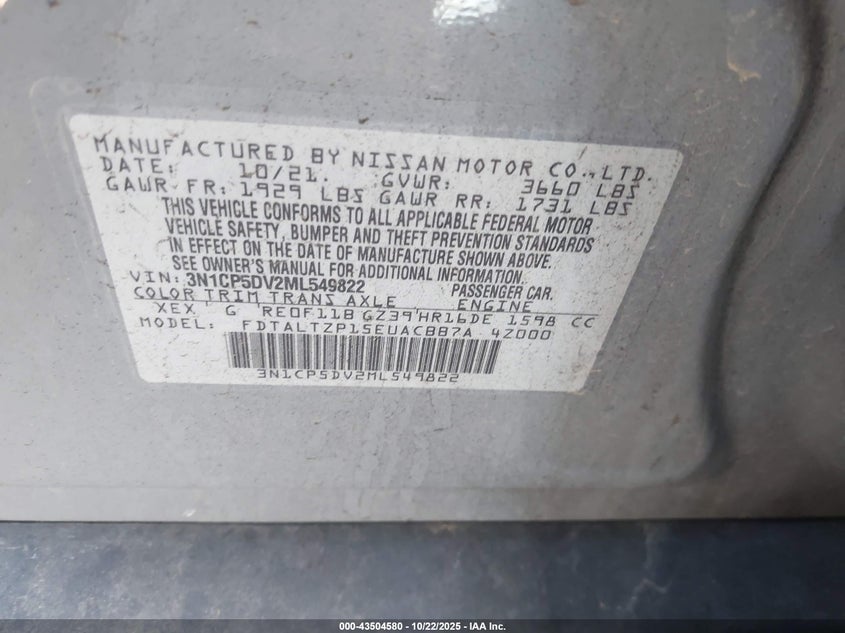 MANUFACTURED BY NISSAN MOTOR CO., LTD.
DATE: 10/21. GVWR: 3660 LBS
GAWR FR: 1929 LBS GAWR RR: 1731 LBS
THIS VEHICLE CONFORMS TO ALL APPLICABLE FEDERAL MOTOR
VEHICLE SAFETY, BUMPER AND THEFT PREVENTION STANDARDS
IN EFFECT ON THE DATE OF MANUFACTURE SHOWN ABOVE.
SEE OWNER'S MANUAL FOR ADDITIONAL INFORMATION.
VIN: 3N1CP5DV2ML549822 PASSENGER CAR.
COLOR TRIM TRANS AXLE ENGINE
XEX G RE0F11B GZ39 HR16DE 1598 CC
MODEL: FDTALTZP15EUACBB7A 4Z000
3N1CP5DV2ML549822
000-43504580 | 10/22/2025 - IAA Inc.